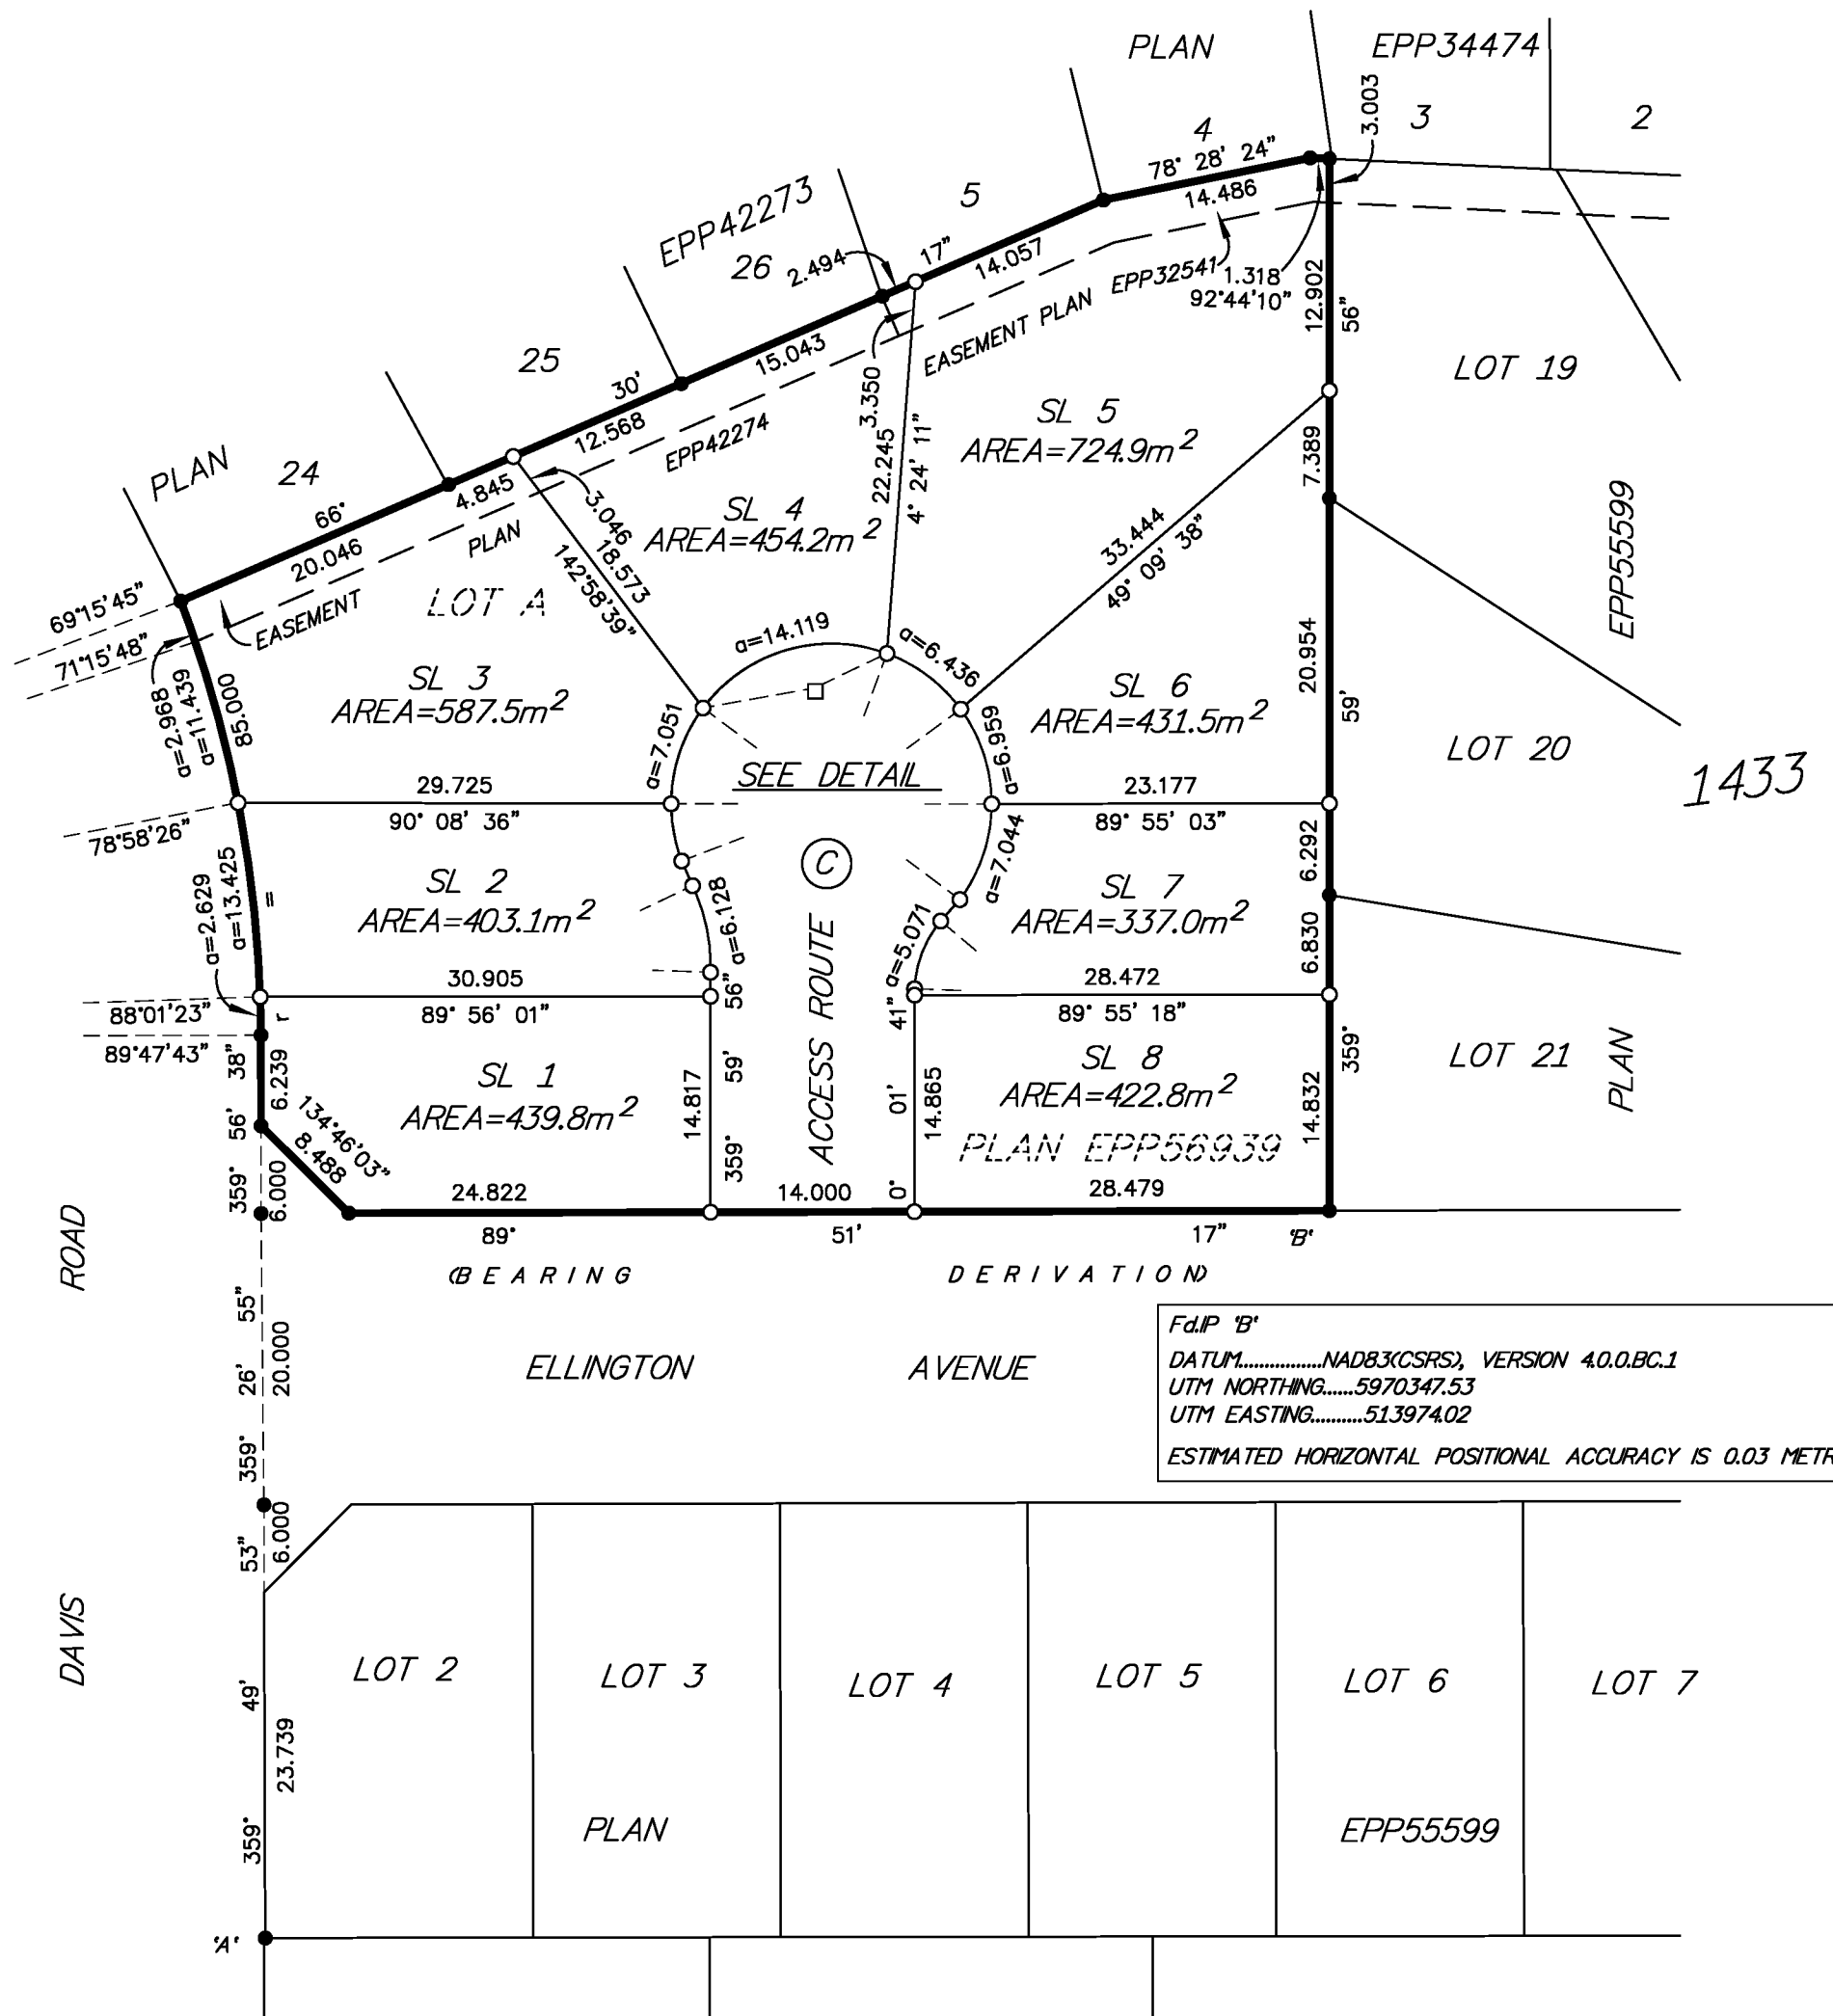 PLAN
EPP34474
3.003
3
2
4
78° 28' 24"
14.486
5
EPP42273
26
2.494
17"
14.057
EPP32541
1.318
92°44'10"
12.902
56"
EASEMENT PLAN
15.043
3.350
25
30'
12.568
EPP42274
LOT 19
SL 5
AREA=724.9m2
7.389
22.245
4° 24' 11"
PLAN
24
66°
4.845
20.046
PLAN
3.046
SL 4
AREA=454.2m2
18.573
142°58'39"
33.444
49° 09' 38"
EPP55599
69°15'45"
71°15'48"
EASEMENT
LOT A
a=14.119
a=6.436
a=2.968
a=11.439
85.000
SL 3
AREA=587.5m2
SL 6
AREA=431.5m2
20.954
59'
a=7.051
a=6.959
SEE DETAIL
LOT 20
1433
29.725
90° 08' 36"
23.177
89° 55' 03"
78°58'26"
C
a=7.044
6.292
SL 2
AREA=403.1m2
SL 7
AREA=337.0m2
a=2.629
a=13.425
=
a=6.128
a=5.071
6.830
30.905
89° 56' 01"
28.472
89° 55' 18"
56"
41"
ACCESS ROUTE
88°01'23"
89°47'43"
r
38"
6.239
SL 1
AREA=439.8m2
SL 8
AREA=422.8m2
359°
LOT 21
PLAN
14.817
59'
01'
14.865
14.832
56'
134°46'03"
8.488
PLAN EPP56939
359°
6.000
24.822
359°
14.000
0°
28.479
89°
51'
17"
'B'
ROAD
(BEARING
DERIVATION)
55"
26'
20.000
359°
ELLINGTON
AVENUE
Fd.IP 'B'
DATUM...............NAD83(CSRS), VERSION 4.0.0.BC.1
UTM NORTHING......5970347.53
UTM EASTING..........513974.02
ESTIMATED HORIZONTAL POSITIONAL ACCURACY IS 0.03 METR
6.000
53"
DAVIS
LOT 2
LOT 3
LOT 4
LOT 5
LOT 6
LOT 7
49'
23.739
359°
PLAN
EPP55599
'A'